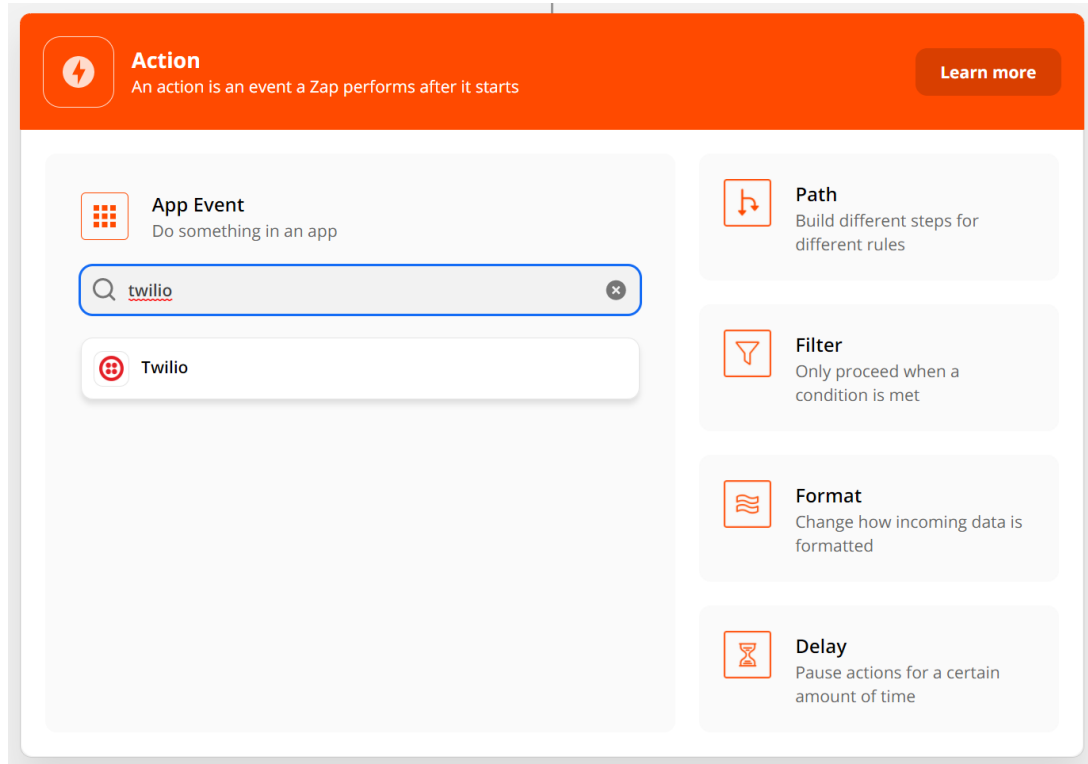 Action
An action is an event a Zap performs after it starts
Learn more
App Event
Do something in an app
twilio
Twilio
Path
Build different steps for
different rules
Filter
Only proceed when a
condition is met
Format
Change how incoming data is
formatted
Delay
Pause actions for a certain
amount of time